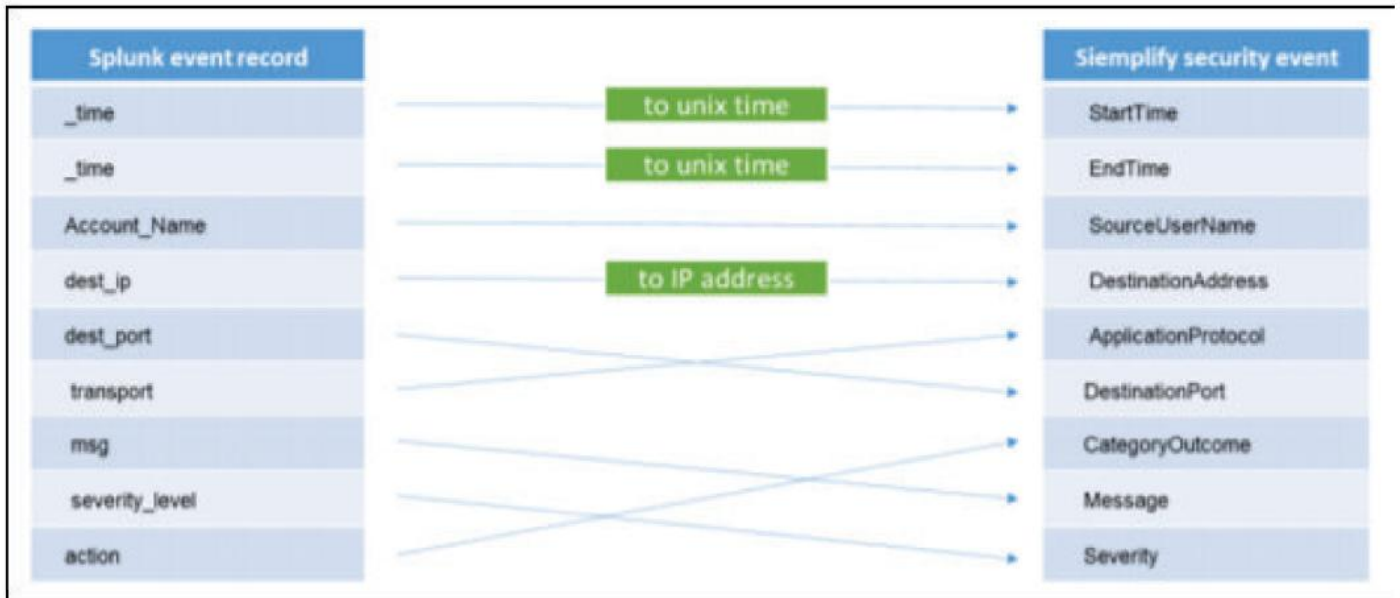 Splunk event record
Siemplify security event
_time
to unix time
StartTime
_time
to unix time
EndTime
Account_Name
SourceUserName
dest_ip
to IP address
DestinationAddress
dest_port
ApplicationProtocol
transport
DestinationPort
msg
CategoryOutcome
severity_level
Message
action
Severity